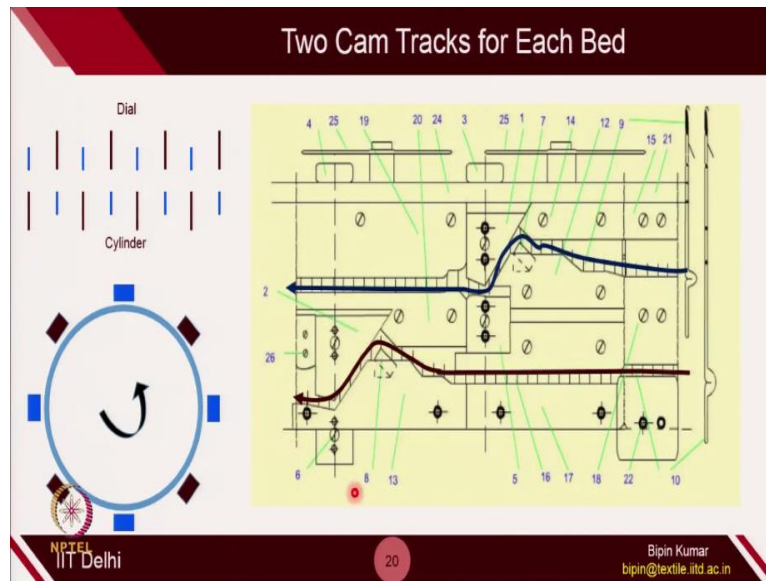 Two Cam Tracks for Each Bed
Dial
Cylinder
4 25 19 20 24 3 25 1 7 14 12 9 15 21
2
26
6 8 13 5 16 17 18 22 10
NPTEL
IIT Delhi
20
Bipin Kumar
bipin@textile.iitd.ac.in